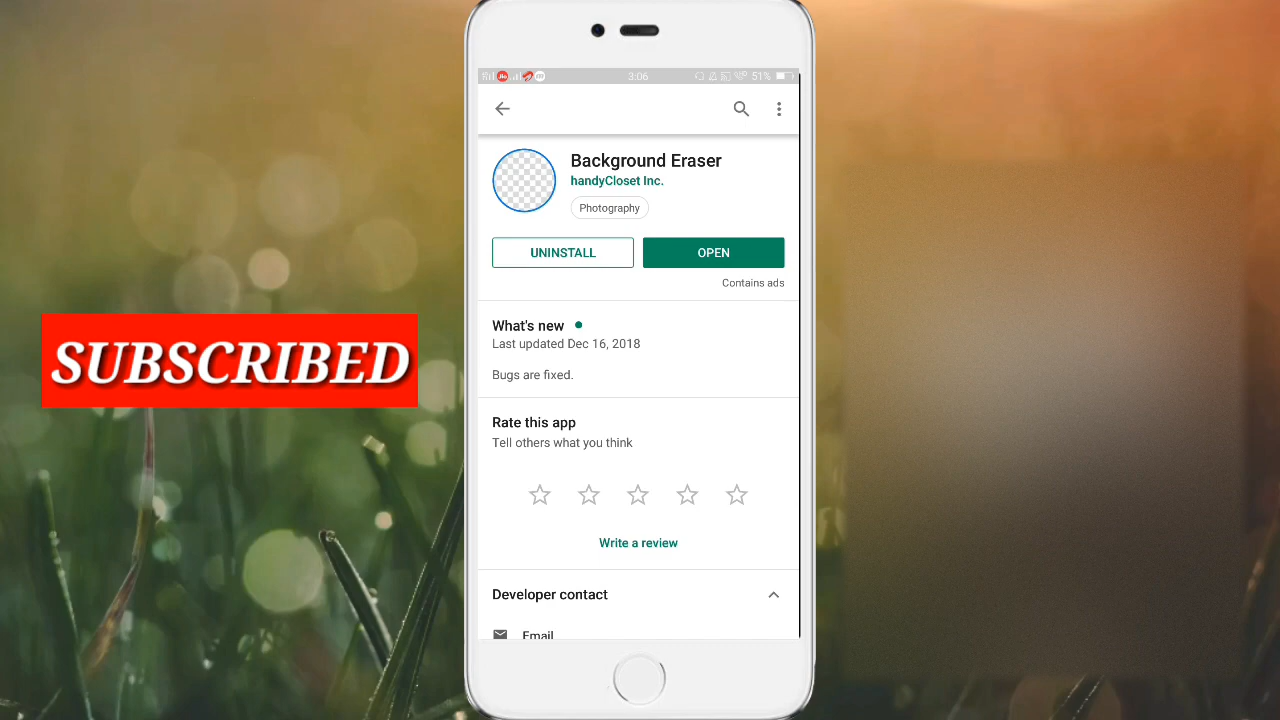 3:06
51%
Background Eraser
handyCloset Inc.
Photography
UNINSTALL
OPEN
Contains ads
What's new
Last updated Dec 16, 2018
Bugs are fixed.
Rate this app
Tell others what you think
Write a review
Developer contact
Email
SUBSCRIBED